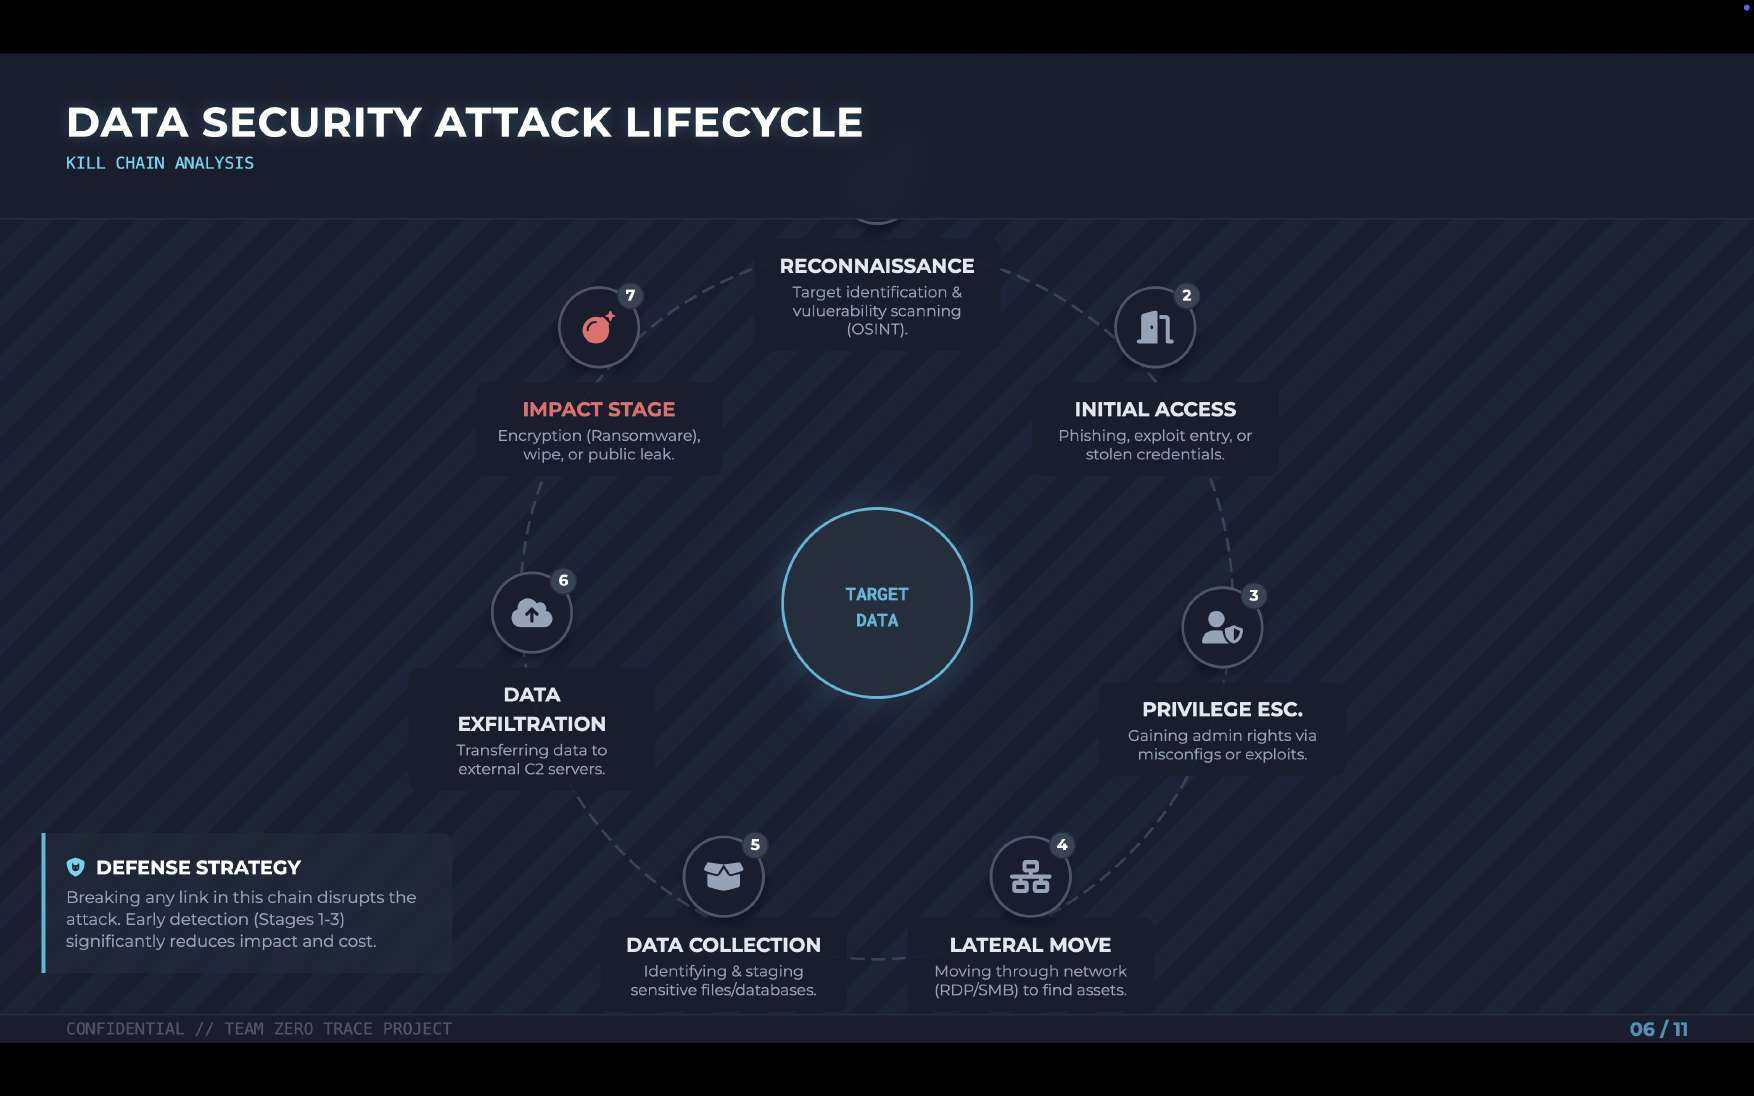 DATA SECURITY ATTACK LIFECYCLE
KILL CHAIN ANALYSIS
RECONNAISSANCE
Target identification &
vuluerability scanning
(OSINT).
2
INITIAL ACCESS
Phishing, exploit entry, or
stolen credentials.
3
PRIVILEGE ESC.
Gaining admin rights via
misconfigs or exploits.
4
LATERAL MOVE
Moving through network
(RDP/SMB) to find assets.
5
DATA COLLECTION
Identifying & staging
sensitive files/databases.
6
DATA
EXFILTRATION
Transferring data to
external C2 servers.
7
IMPACT STAGE
Encryption (Ransomware),
wipe, or public leak.
TARGET
DATA
DEFENSE STRATEGY
Breaking any link in this chain disrupts the
attack. Early detection (Stages 1-3)
significantly reduces impact and cost.
CONFIDENTIAL // TEAM ZERO TRACE PROJECT
06 / 11